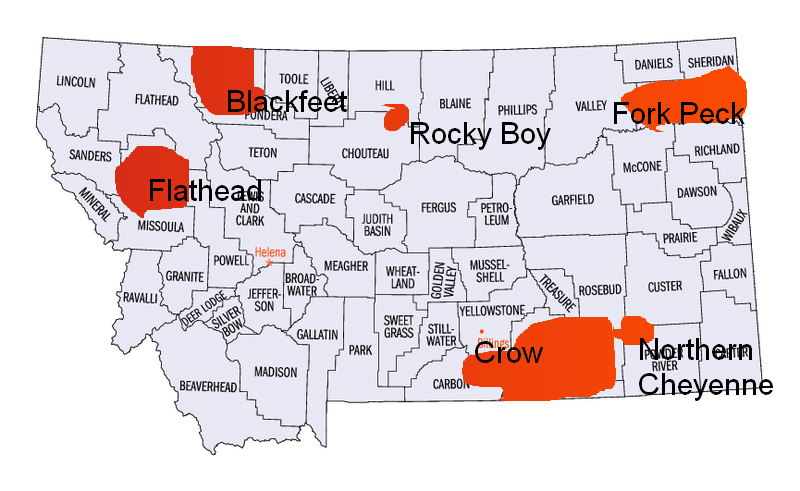 LINCOLN
FLATHEAD
Blackfeet
TOOLE
HILL
BLAINE
PHILLIPS
VALLEY
DANIELS
SHERIDAN
Fork Peck
PONDERA
Rocky Boy
SANDERS
TETON
CHOUTEAU
McCONE
RICHLAND
Flathead
MINERAL
MISSOULA
LEWIS
AND
CLARK
CASCADE
JUDITH
BASIN
FERGUS
PETRO-
LEUM
GARFIELD
DAWSON
WIBAUX
PRAIRIE
Helena
POWELL
GRANITE
RAVALLI
DEER LODGE
SILVER
BOW
JEFFER-
SON
BROAD-
WATER
MEAGHER
WHEAT-
LAND
GOLDEN
VALLEY
MUSSEL-
SHELL
TREASURE
ROSEBUD
CUSTER
FALLON
YELLOWSTONE
BEAVERHEAD
MADISON
GALLATIN
PARK
SWEET
GRASS
STILL-
WATER
Billings
Crow
CARBON
Northern
Cheyenne
POWDER
RIVER